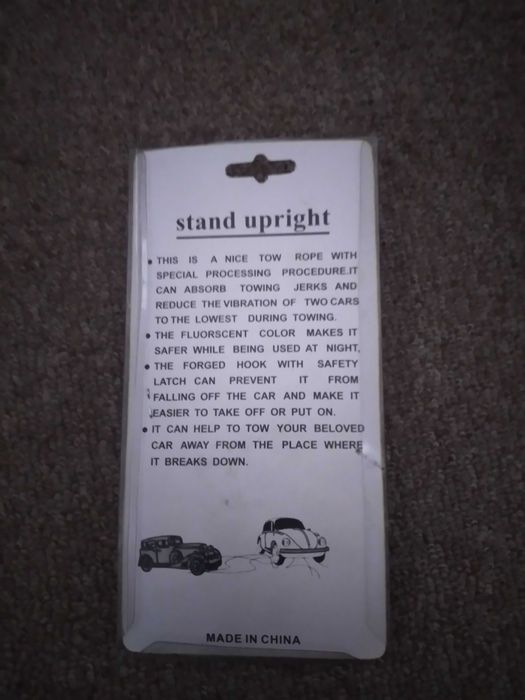 stand upright
• THIS IS A NICE TOW ROPE WITH
SPECIAL PROCESSING PROCEDURE.IT
CAN ABSORB TOWING JERKS AND
REDUCE THE VIBRATION OF TWO CARS
TO THE LOWEST DURING TOWING.
• THE FLUORSCENT COLOR MAKES IT
SAFER WHILE BEING USED AT NIGHT,
• THE FORGED HOOK WITH SAFETY
LATCH CAN PREVENT IT FROM
FALLING OFF THE CAR AND MAKE IT
EASIER TO TAKE OFF OR PUT ON.
• IT CAN HELP TO TOW YOUR BELOVED
CAR AWAY FROM THE PLACE WHERE
IT BREAKS DOWN.
MADE IN CHINA